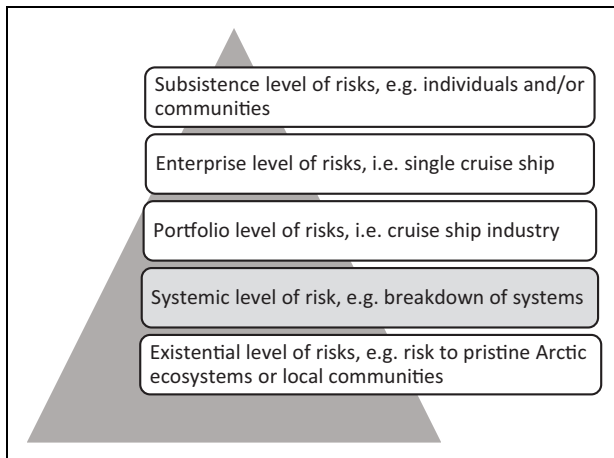 Subsistence level of risks, e.g. individuals and/or
communities
Enterprise level of risks, i.e. single cruise ship
Portfolio level of risks, i.e. cruise ship industry
Systemic level of risk, e.g. breakdown of systems
Existential level of risks, e.g. risk to pristine Arctic
ecosystems or local communities